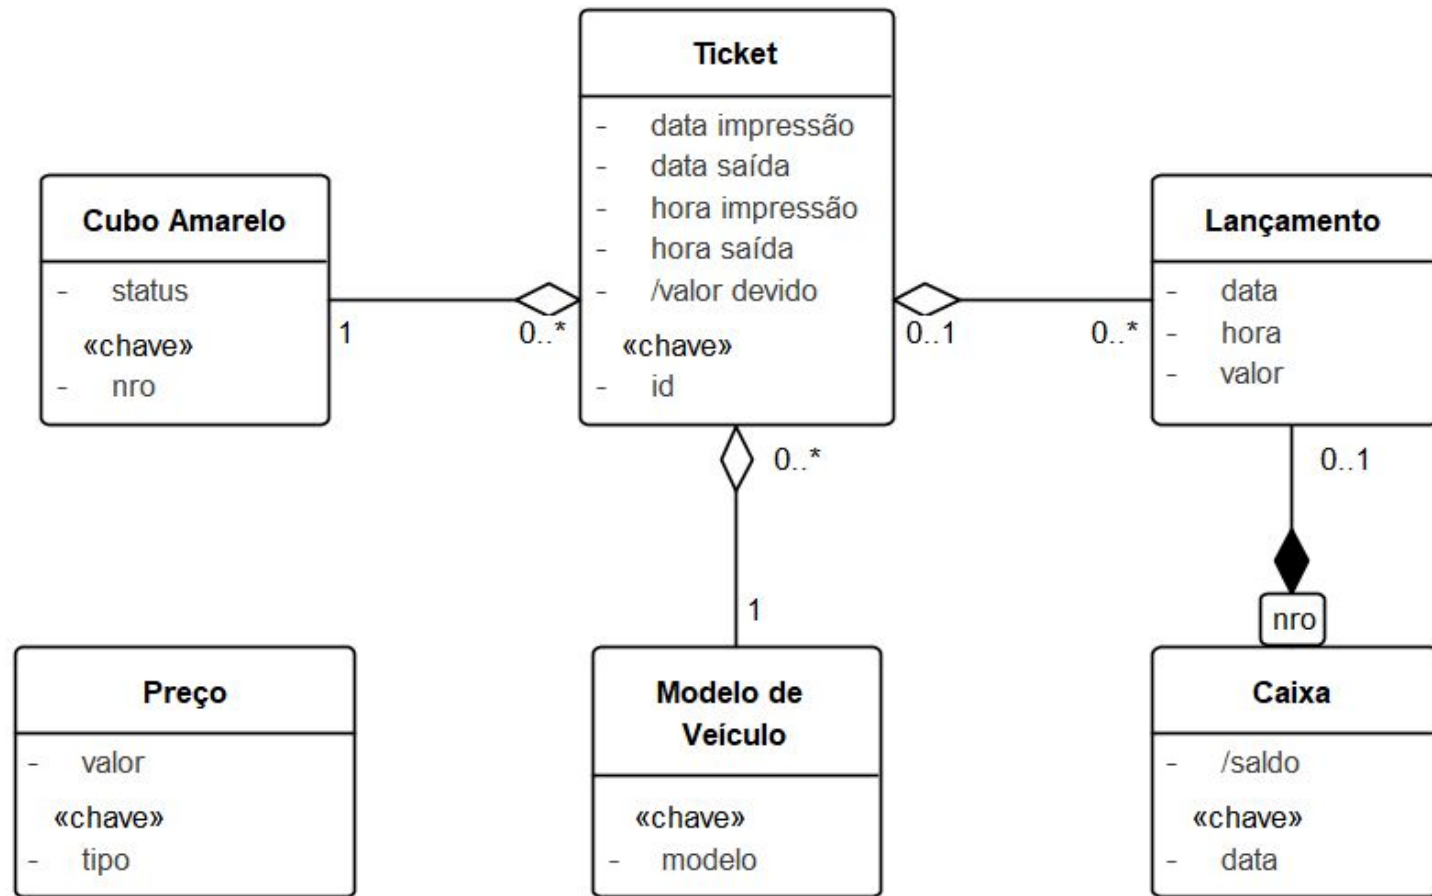 Ticket
- data impressão
- data saída
- hora impressão
- hora saída
- /valor devido
«chave»
- id
Cubo Amarelo
- status
«chave»
- nro
1
0..*
Lançamento
- data
- hora
- valor
0..1
0..*
0..*
1
0..1
nro
Preço
- valor
«chave»
- tipo
Modelo de
Veículo
«chave»
- modelo
Caixa
- /saldo
«chave»
- data